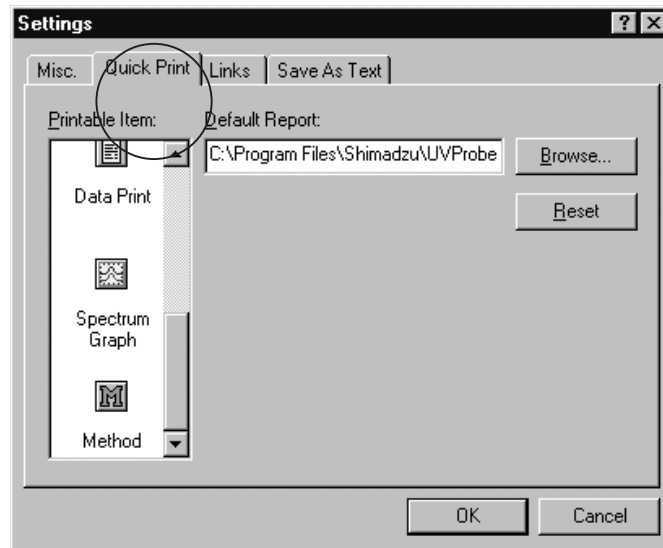 Settings
Misc. Quick Print Links Save As Text
Printable Item: Default Report:
C:\Program Files\Shimadzu\UVProbe Browse...
Data Print
Reset
Spectrum
Graph
Method
OK Cancel